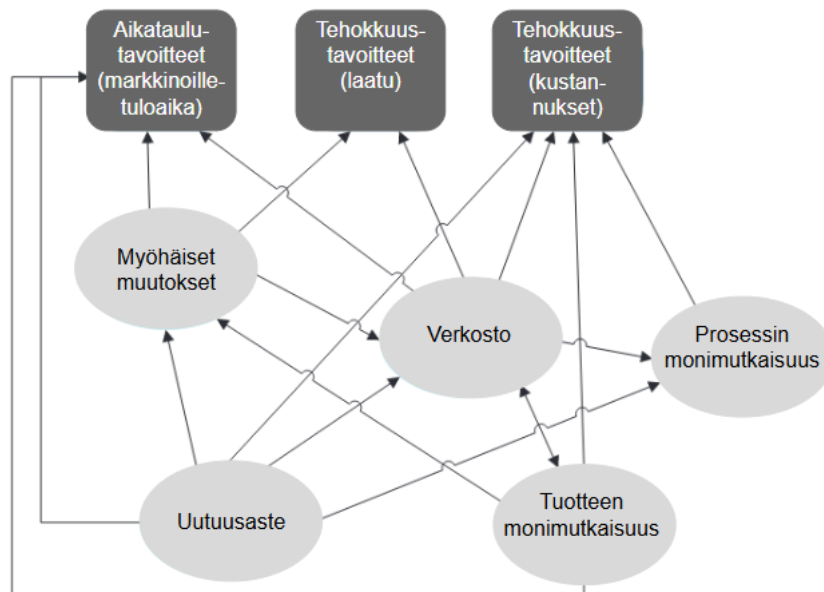 Aikataulu-
tavoitteet
(markkinoille-
tuloaika)
Tehokkuus-
tavoitteet
(laatu)
Tehokkuus-
tavoitteet
(kustan-
nukset)
Myöhäiset
muutokset
Verkosto
Prosessin
monimutkaisuus
Uutuusaste
Tuotteen
monimutkaisuus